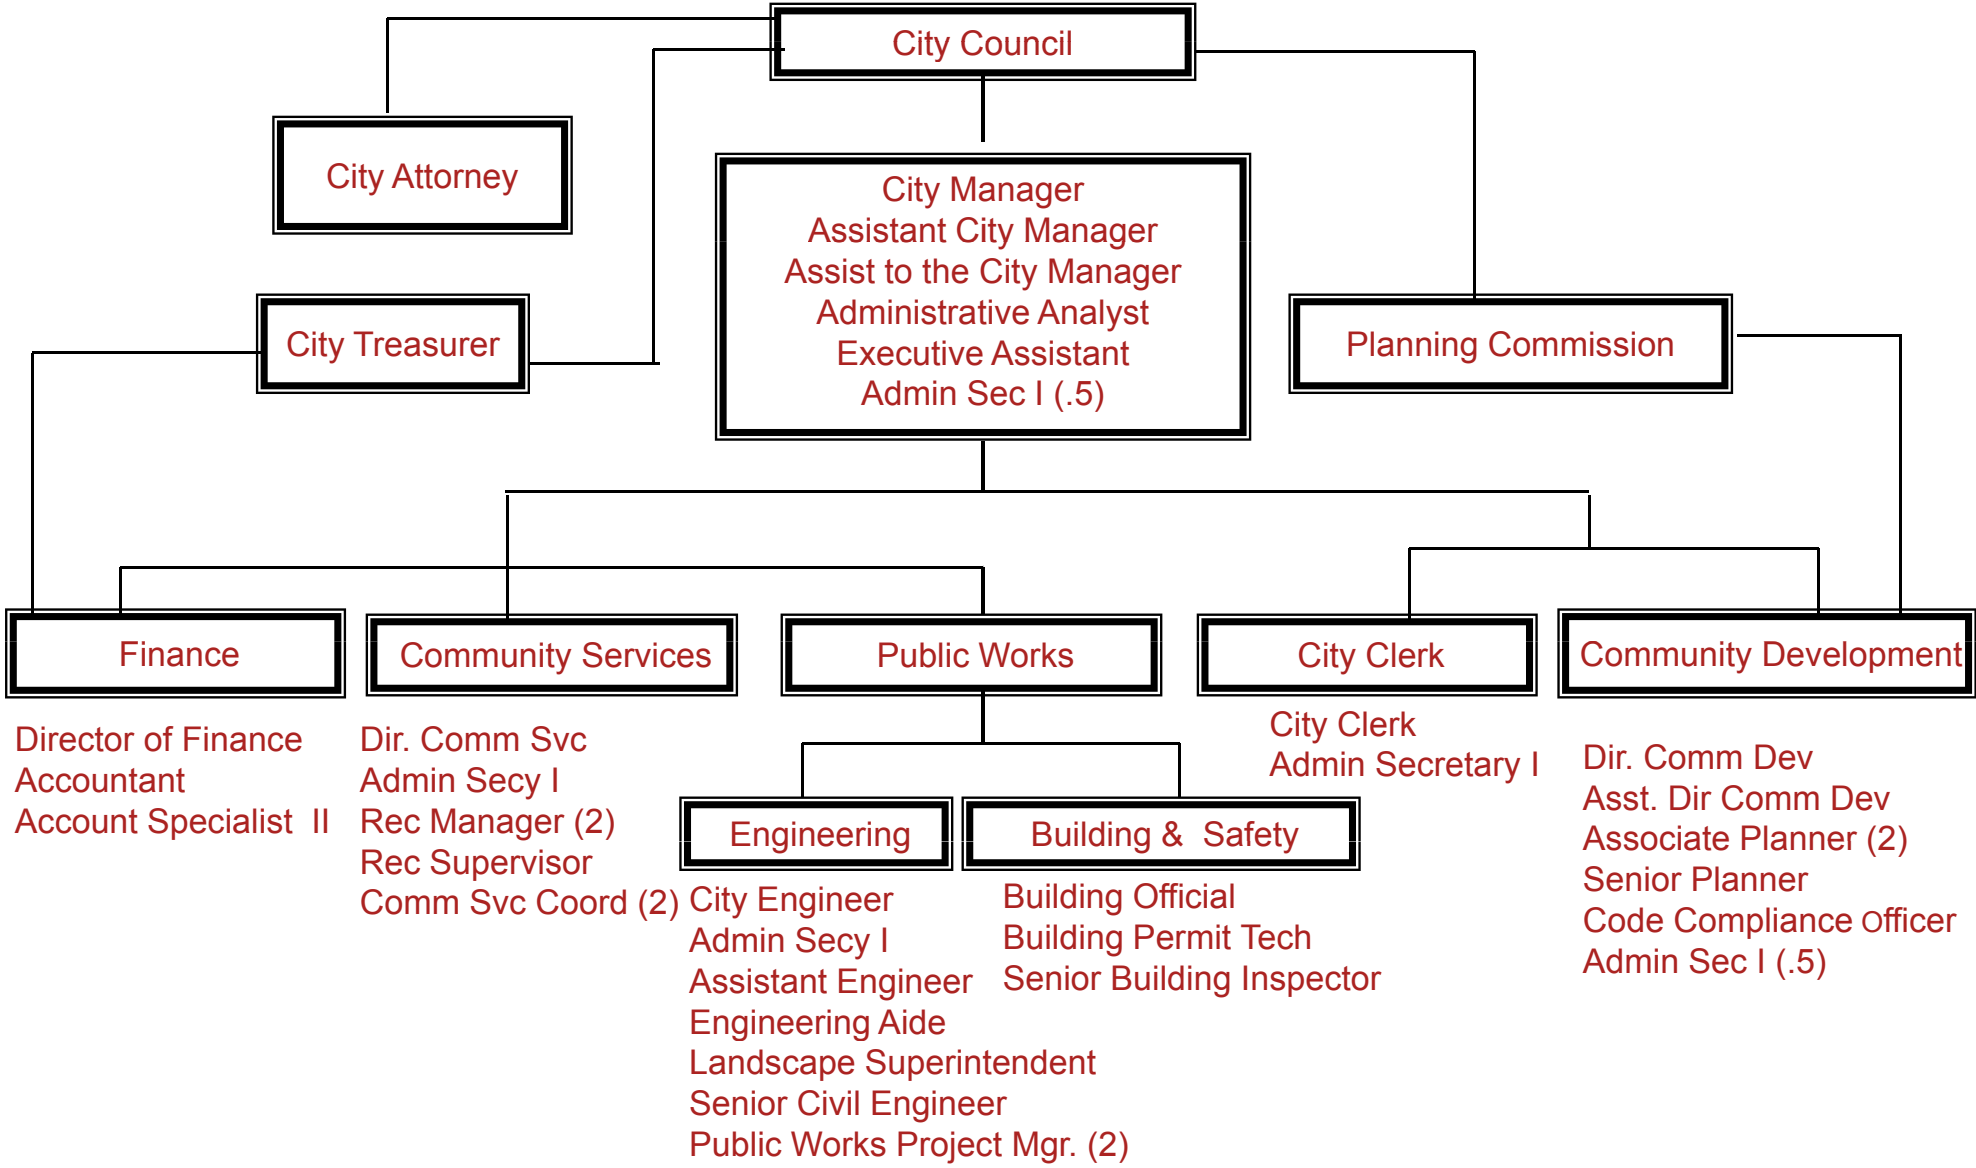 City Council
City Attorney
City Manager
Assistant City Manager
Assist to the City Manager
Administrative Analyst
Executive Assistant
Admin Sec I (.5)
City Treasurer
Planning Commission
Finance
Community Services
Public Works
City Clerk
Community Development
Director of Finance
Accountant
Account Specialist  II
Dir. Comm Svc
Admin Secy I
Rec Manager (2)
Rec Supervisor
Comm Svc Coord (2)
Engineering
Building &  Safety
City Engineer
Admin Secy I
Assistant Engineer
Engineering Aide
Landscape Superintendent
Senior Civil Engineer
Public Works Project Mgr. (2)
Building Official
Building Permit Tech
Senior Building Inspector
City Clerk
Admin Secretary I
Dir. Comm Dev
Asst. Dir Comm Dev
Associate Planner (2)
Senior Planner
Code Compliance Officer
Admin Sec I (.5)